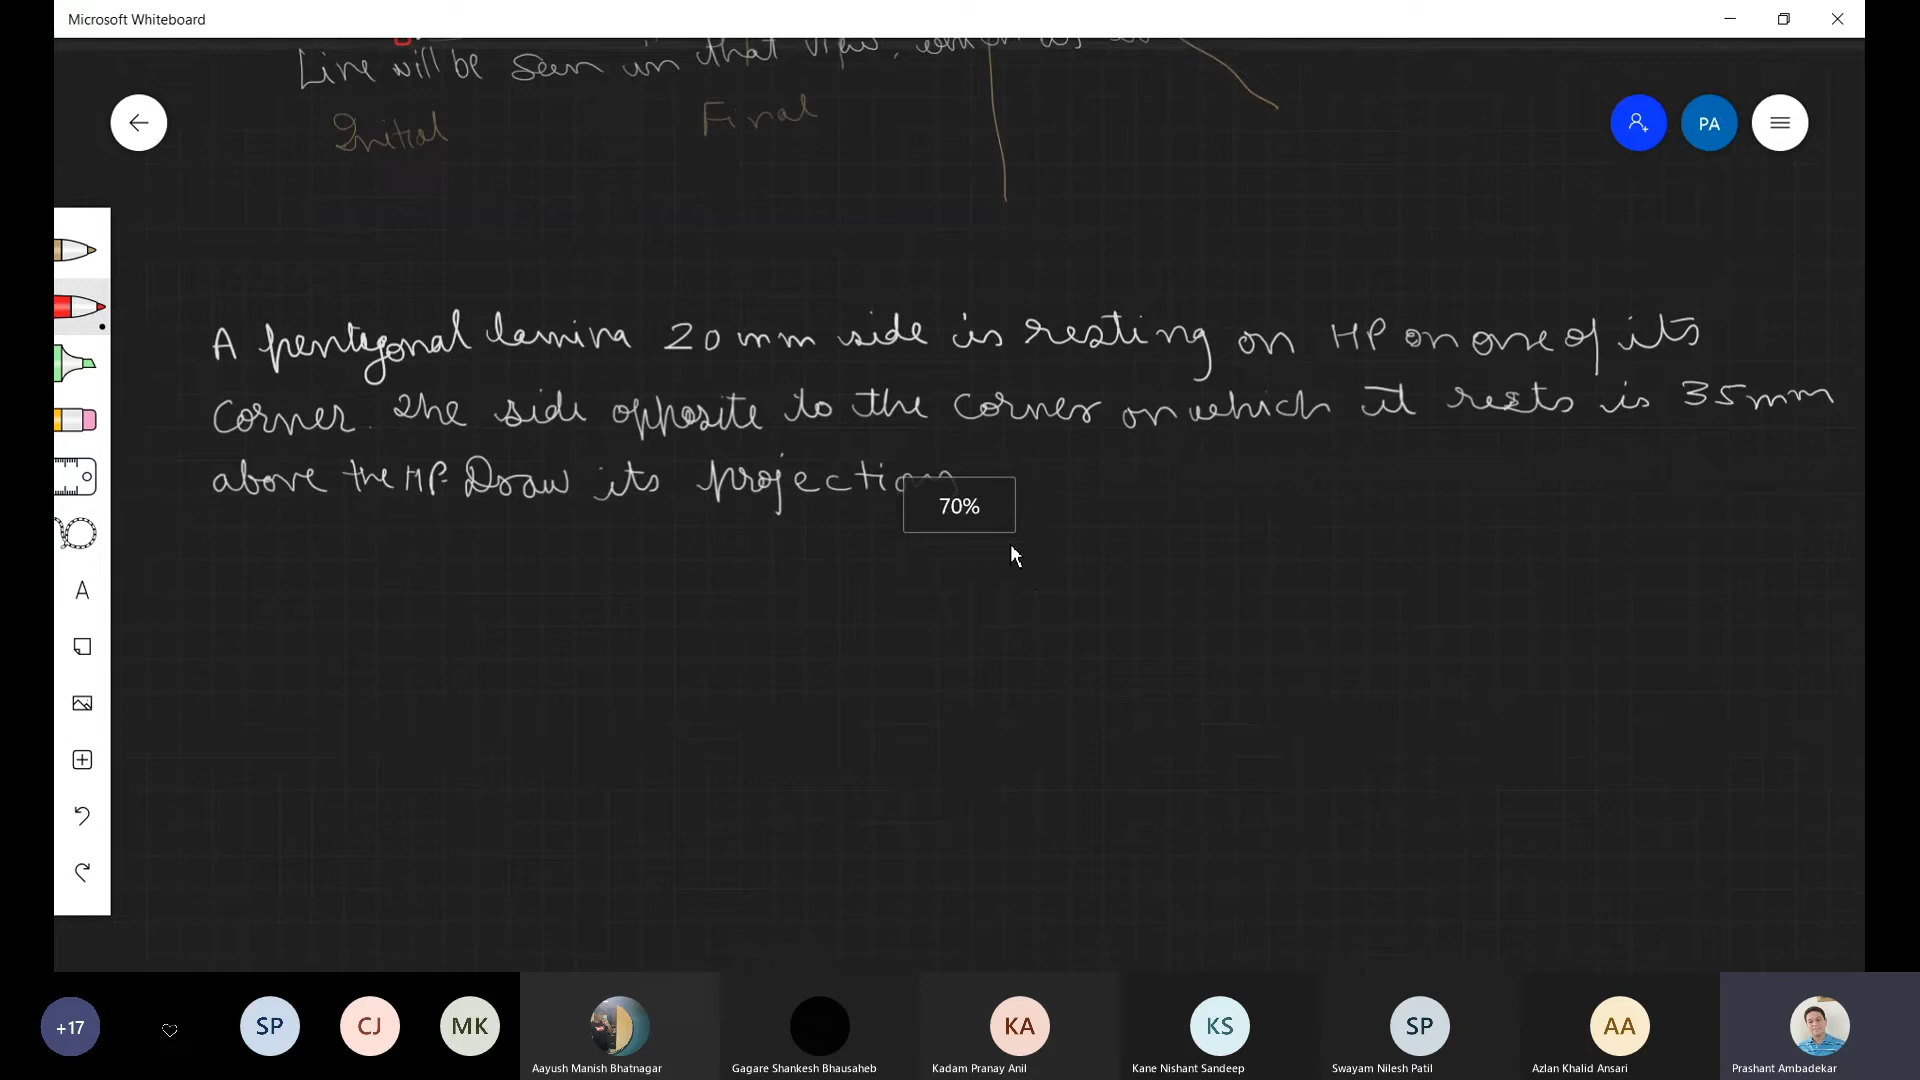 Microsoft Whiteboard
Line will be seen in that view, which is
Initial
Final
PA
A pentagonal lamina 20 mm side is resting on HP on one of its
corner. The side opposite to the corner on which it rests is 35mm
above the HP. Draw its projection
70%
A
+17
SP
CJ
MK
KA
KS
SP
AA
Aayush Manish Bhatnagar
Gagare Shankesh Bhausaheb
Kadam Pranay Anil
Kane Nishant Sandeep
Swayam Nilesh Patil
Azlan Khalid Ansari
Prashant Ambadekar